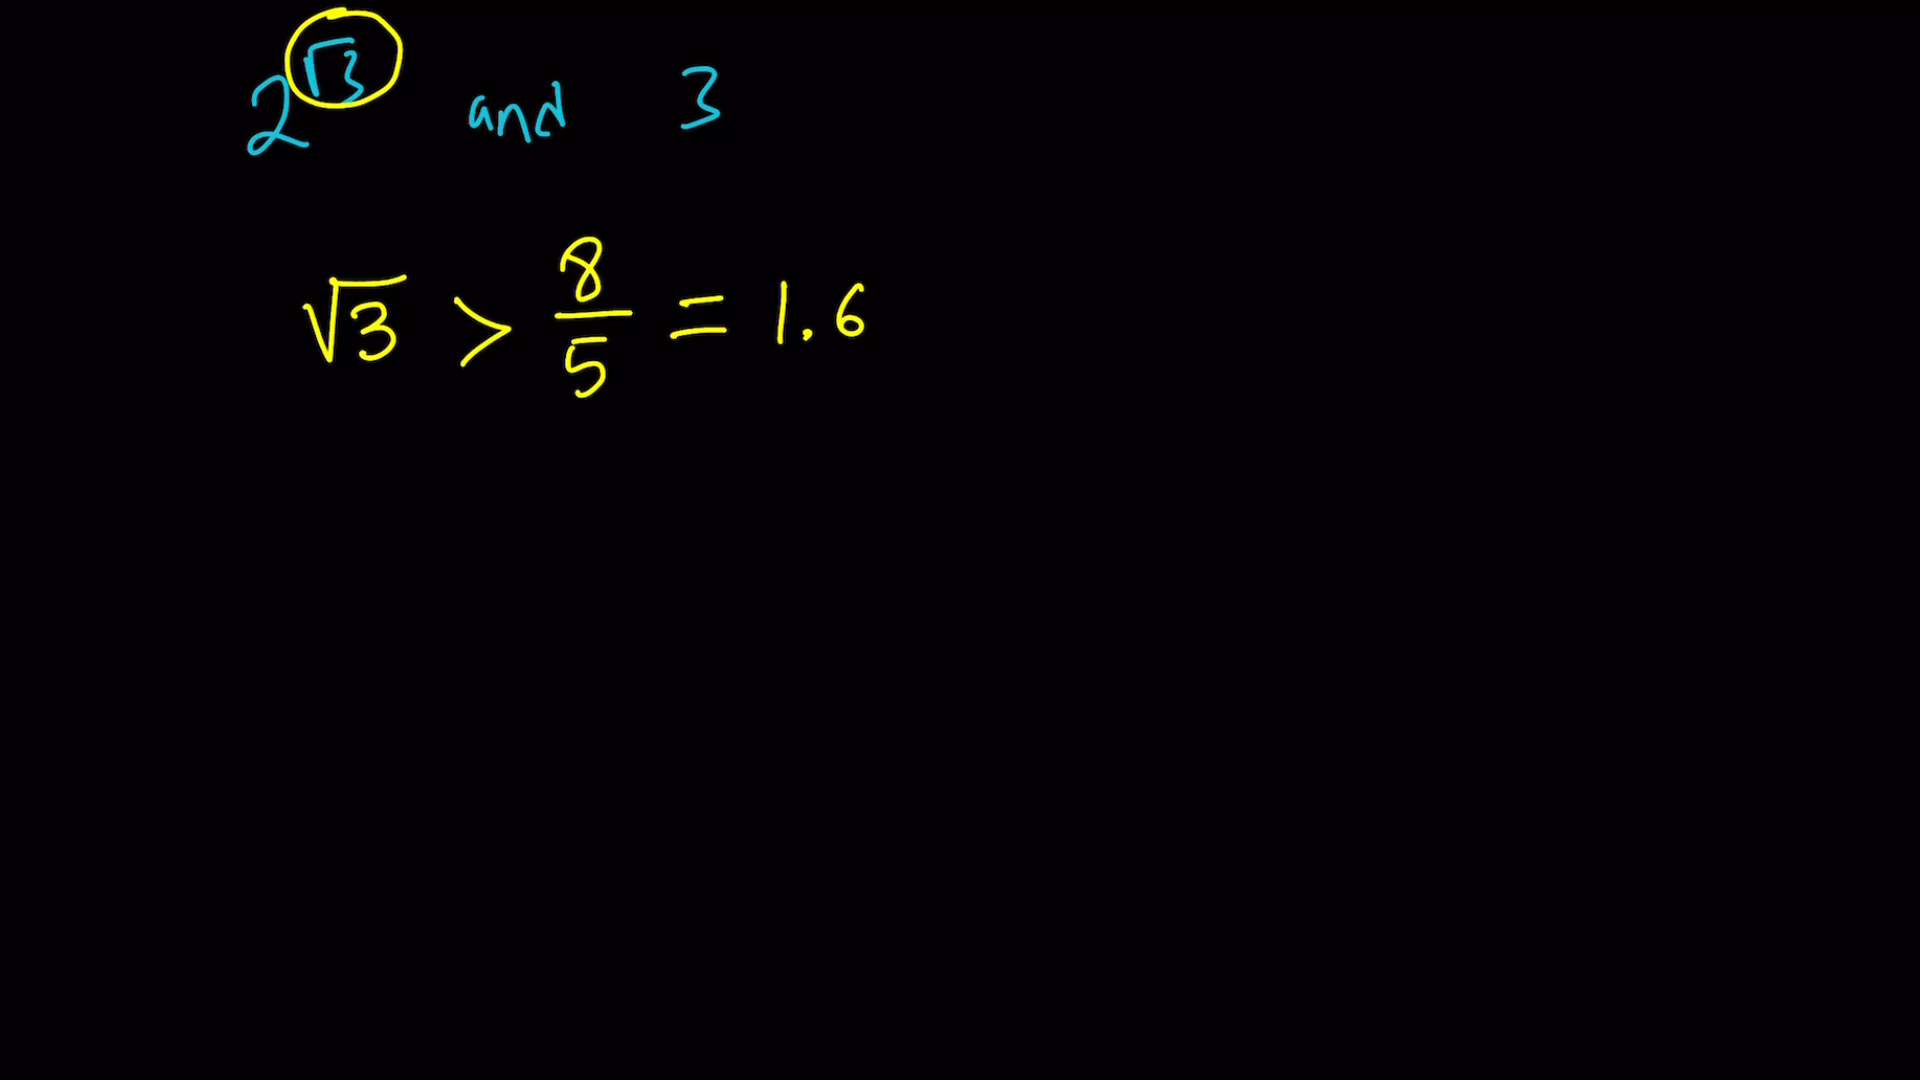 2^√3 and 3
√3 > 8/5 = 1.6